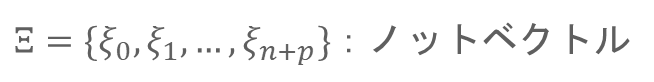 Ξ = {ξ₀, ξ₁, ..., ξₙ₊ₚ} : ノットベクトル